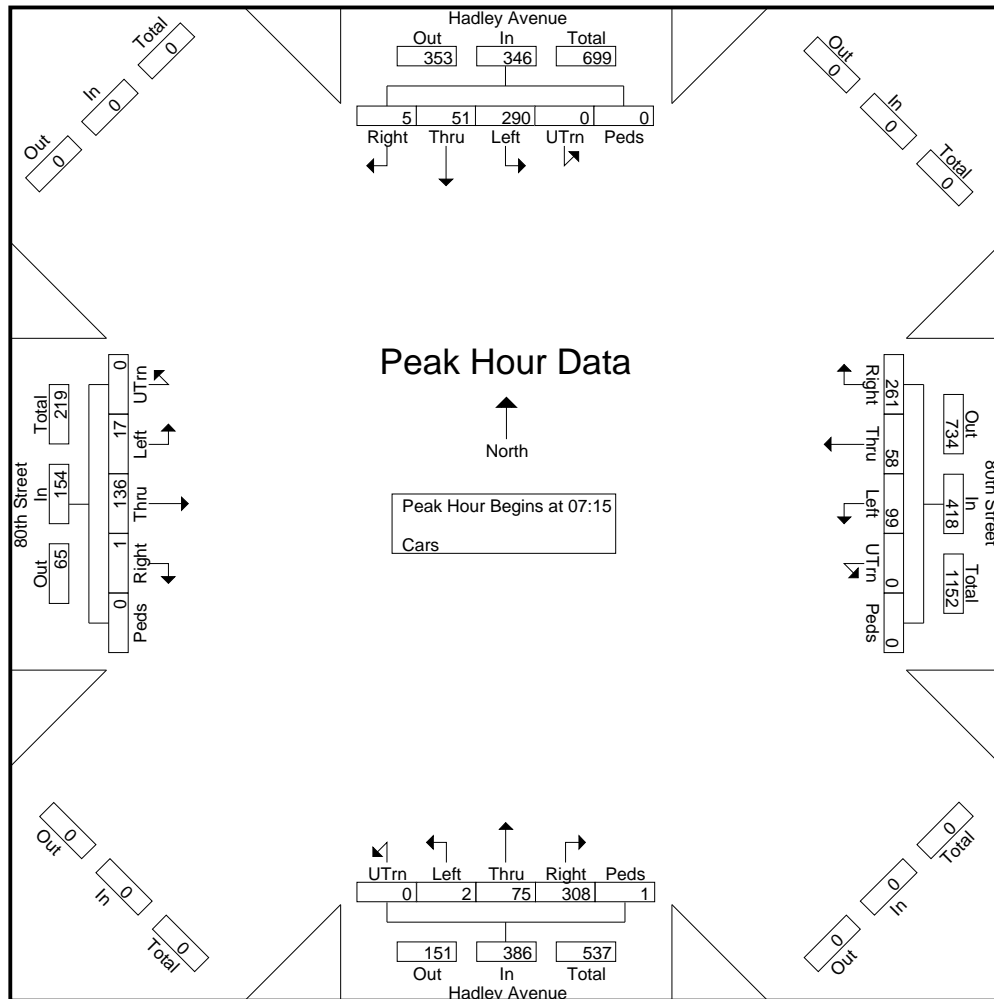 Hadley Avenue
Out In Total
353 346 699
5 51 290 0 0
Right Thru Left UTrn Peds
Total
0
In
0
Out
0
Out
0
In
0
Total
0
80th Street
Total In Out
219 154 65
0 17 136 1 0
UTrn Left Thru Right Peds
Peak Hour Data
North
Peak Hour Begins at 07:15
Cars
Right Thru Left UTrn Peds
261 58 99 0 0
Out In Total
734 418 1152
80th Street
Out
0
In
0
Total
0
UTrn Left Thru Right Peds
0 2 75 308 1
151 386 537
Out In Total
Hadley Avenue
0
Total
0
In
0
Out